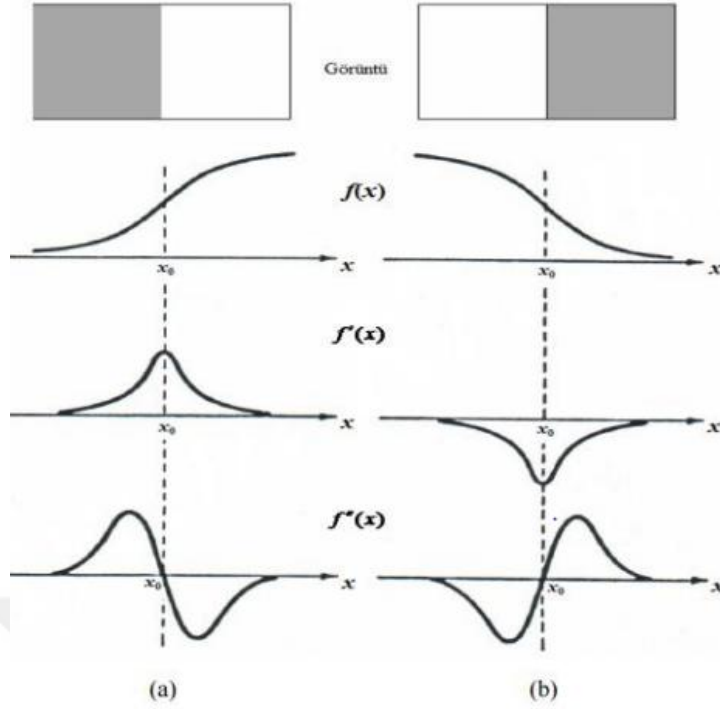 Görüntü
f(x)
x₀ x x₀ x
f'(x)
x₀ x x₀ x
f''(x)
x₀ x x₀ x
(a) (b)